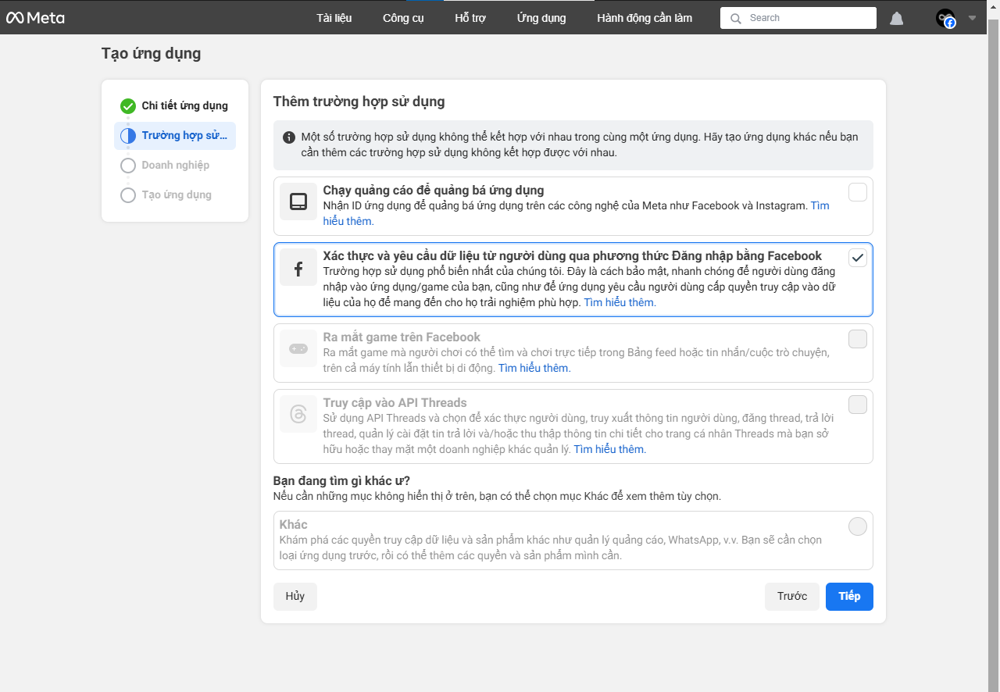 Meta
Tài liệu
Công cụ
Hỗ trợ
Ứng dụng
Hành động cần làm
Search
Tạo ứng dụng
Chi tiết ứng dụng
Trường hợp sử...
Doanh nghiệp
Tạo ứng dụng
Thêm trường hợp sử dụng
Một số trường hợp sử dụng không thể kết hợp với nhau trong cùng một ứng dụng. Hãy tạo ứng dụng khác nếu bạn
cần thêm các trường hợp sử dụng không kết hợp được với nhau.
Chạy quảng cáo để quảng bá ứng dụng
Nhận ID ứng dụng để quảng bá ứng dụng trên các công nghệ của Meta như Facebook và Instagram. Tìm
hiểu thêm.
Xác thực và yêu cầu dữ liệu từ người dùng qua phương thức Đăng nhập bằng Facebook
Trường hợp sử dụng phổ biến nhất của chúng tôi. Đây là cách bảo mật, nhanh chóng để người dùng đăng
nhập vào ứng dụng/game của bạn, cũng như để ứng dụng yêu cầu người dùng cấp quyền truy cập vào dữ
liệu của họ để mang đến cho họ trải nghiệm phù hợp. Tìm hiểu thêm.
Ra mắt game trên Facebook
Ra mắt game mà người chơi có thể tìm và chơi trực tiếp trong Bảng feed hoặc tin nhắn/cuộc trò chuyện,
trên cả máy tính lẫn thiết bị di động. Tìm hiểu thêm.
Truy cập vào API Threads
Sử dụng API Threads và chọn để xác thực người dùng, truy xuất thông tin người dùng, đăng thread, trả lời
thread, quản lý cài đặt tin trả lời và/hoặc thu thập thông tin chi tiết cho trang cá nhân Threads mà bạn sở
hữu hoặc thay mặt một doanh nghiệp khác quản lý. Tìm hiểu thêm.
Bạn đang tìm gì khác ư?
Nếu cần những mục không hiển thị ở trên, bạn có thể chọn mục Khác để xem thêm tùy chọn.
Khác
Khám phá các quyền truy cập dữ liệu và sản phẩm khác như quản lý quảng cáo, WhatsApp, v.v. Bạn sẽ cần chọn
loại ứng dụng trước, rồi có thể thêm các quyền và sản phẩm mình cần.
Hủy
Trước
Tiếp